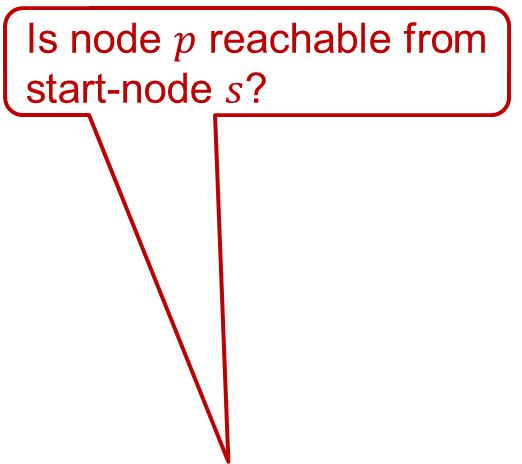 Is node p reachable from
start-node s?